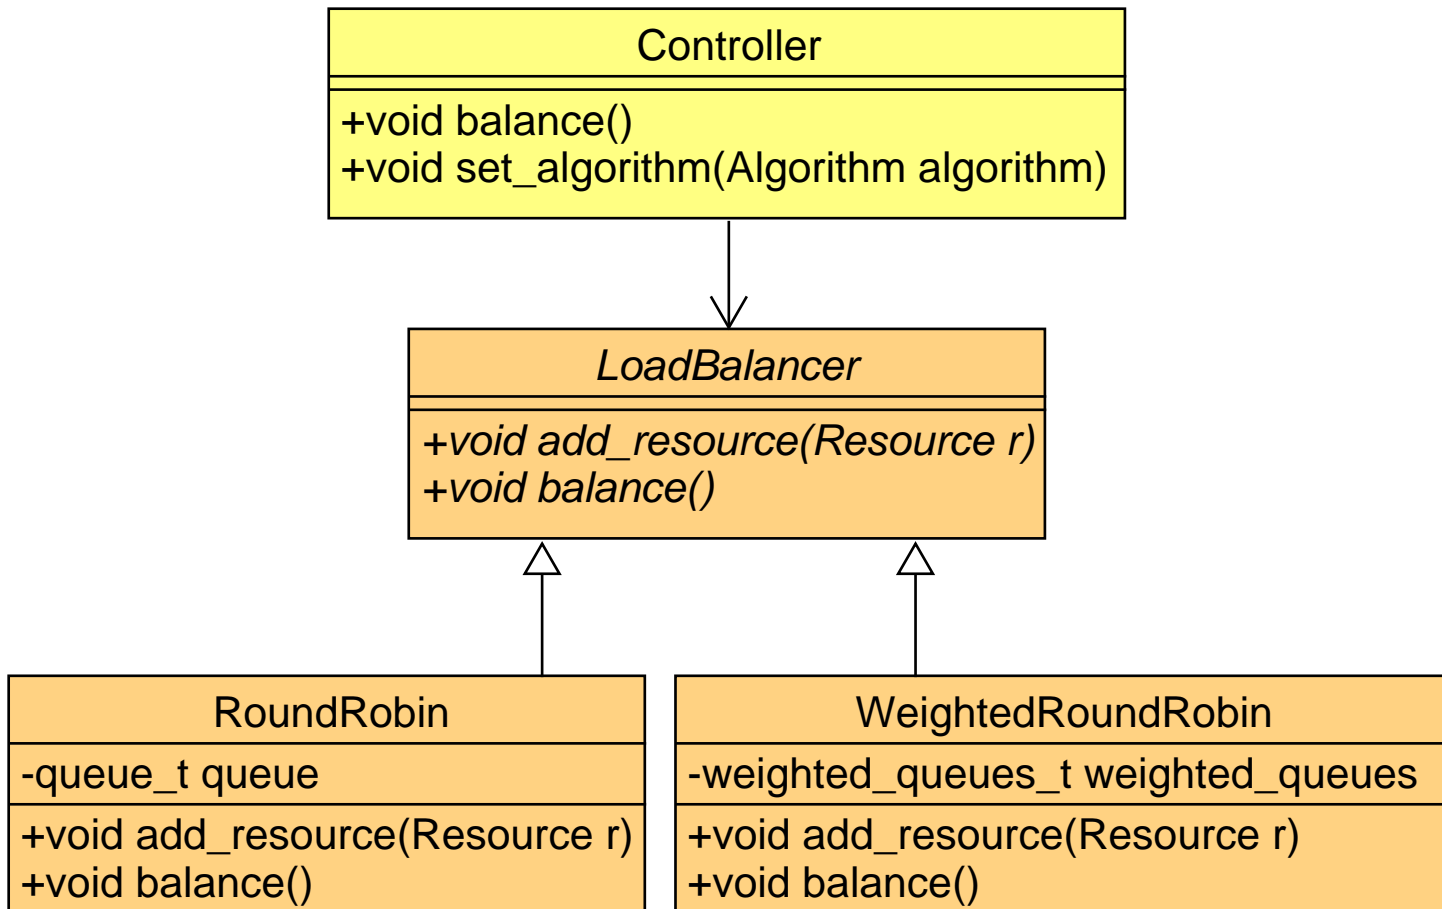 Controller
+void balance()
+void set_algorithm(Algorithm algorithm)
LoadBalancer
+void add_resource(Resource r)
+void balance()
RoundRobin
-queue_t queue
+void add_resource(Resource r)
+void balance()
WeightedRoundRobin
-weighted_queues_t weighted_queues
+void add_resource(Resource r)
+void balance()